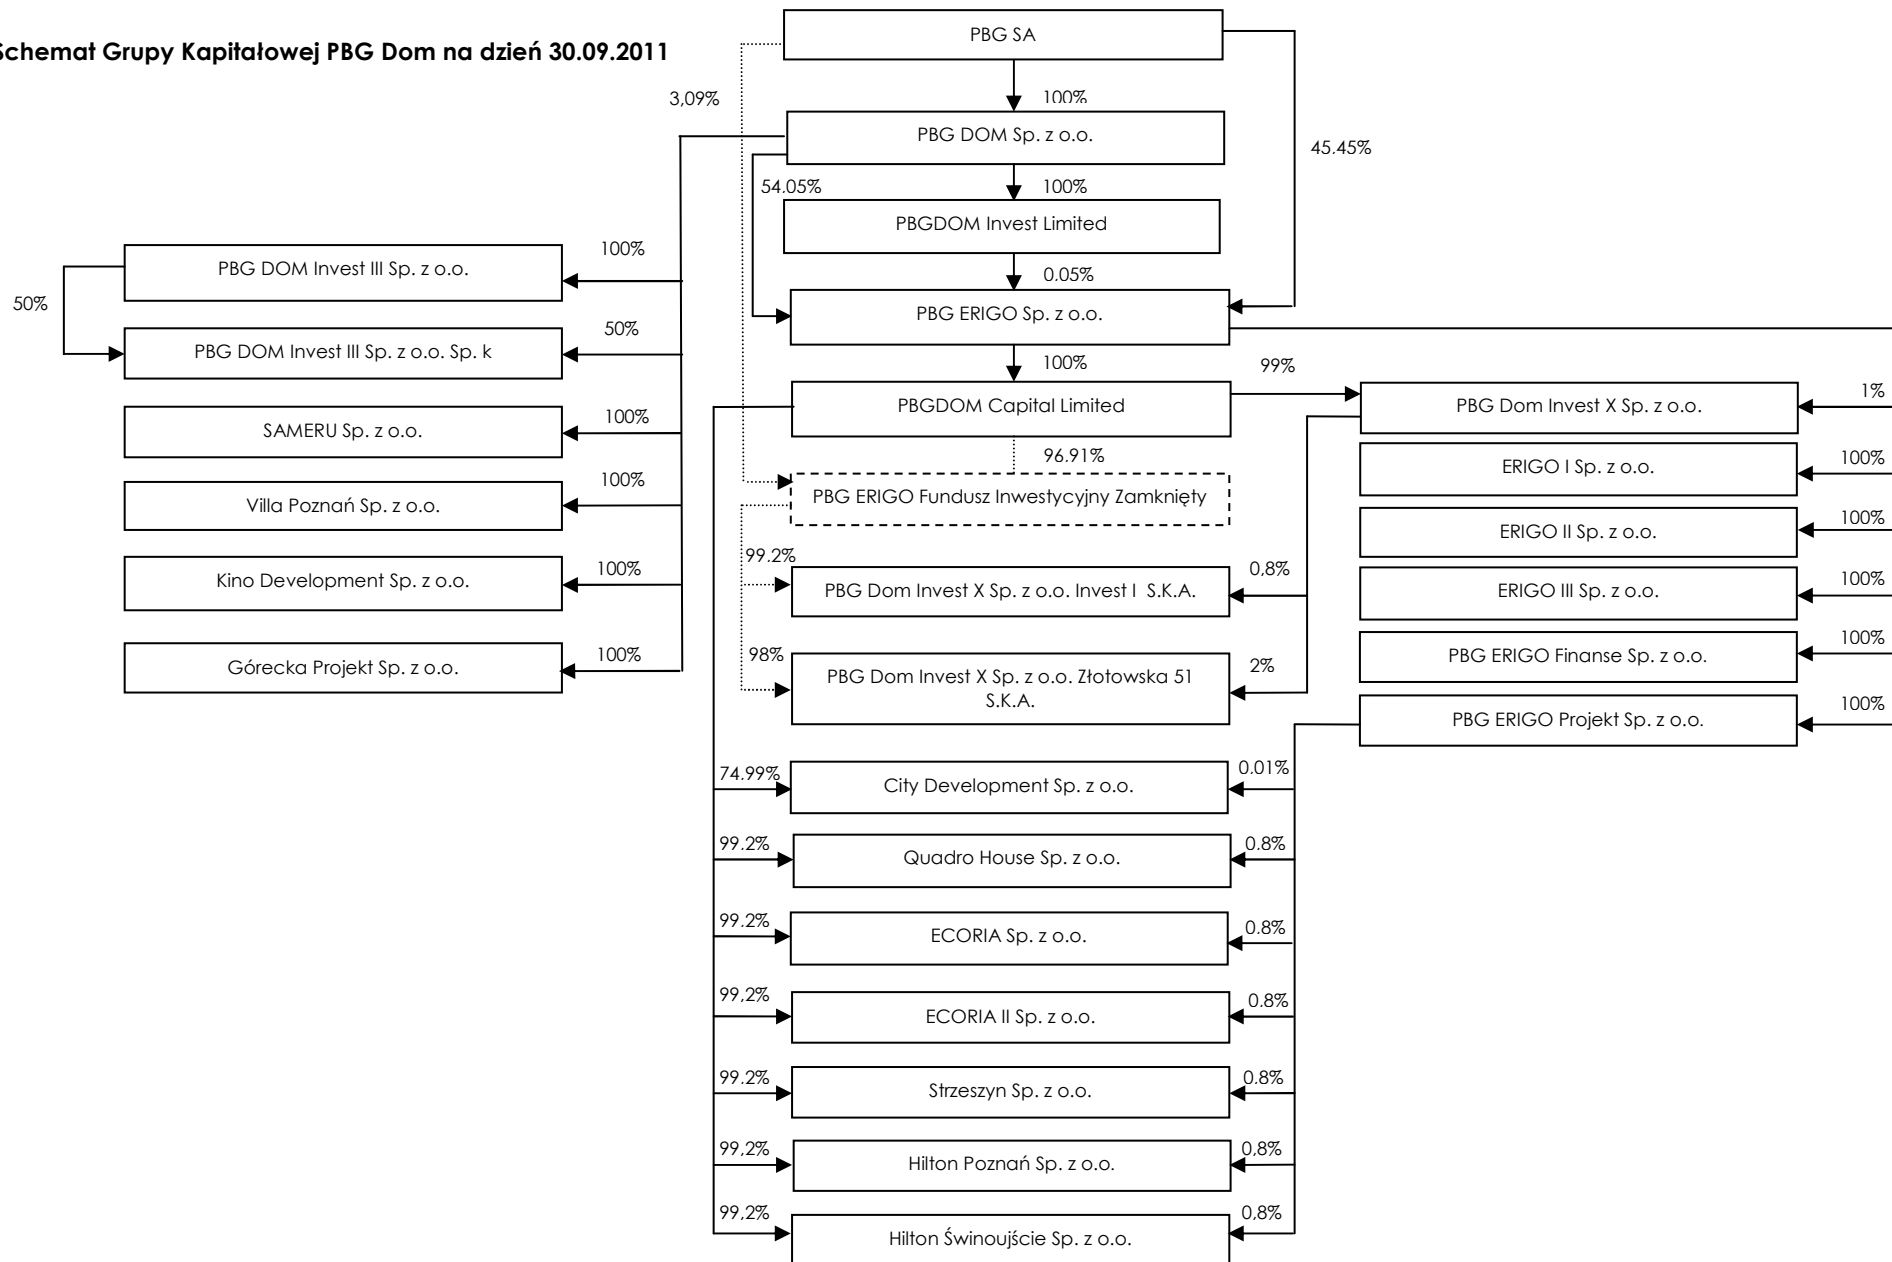 Schemat Grupy Kapitałowej PBG Dom na dzień 30.09.2011
PBG SA
3,09%
100%
PBG DOM Sp. z o.o.
45.45%
54.05%
100%
PBGDOM Invest Limited
0.05%
PBG ERIGO Sp. z o.o.
100%
PBG DOM Invest III Sp. z o.o.
100%
50%
PBG DOM Invest III Sp. z o.o. Sp. k
50%
SAMERU Sp. z o.o.
100%
Villa Poznań Sp. z o.o.
100%
Kino Development Sp. z o.o.
100%
Górecka Projekt Sp. z o.o.
100%
PBGDOM Capital Limited
99%
96.91%
PBG ERIGO Fundusz Inwestycyjny Zamknięty
99.2%
PBG Dom Invest X Sp. z o.o. Invest I S.K.A.
0,8%
98%
PBG Dom Invest X Sp. z o.o. Złotowska 51
S.K.A.
2%
PBG Dom Invest X Sp. z o.o.
1%
ERIGO I Sp. z o.o.
100%
ERIGO II Sp. z o.o.
100%
ERIGO III Sp. z o.o.
100%
PBG ERIGO Finanse Sp. z o.o.
100%
PBG ERIGO Projekt Sp. z o.o.
100%
74.99%
City Development Sp. z o.o.
0.01%
99.2%
Quadro House Sp. z o.o.
0.8%
99.2%
ECORIA Sp. z o.o.
0.8%
99,2%
ECORIA II Sp. z o.o.
0.8%
99.2%
Strzeszyn Sp. z o.o.
0.8%
99,2%
Hilton Poznań Sp. z o.o.
0,8%
99,2%
Hilton Świnoujście Sp. z o.o.
0,8%